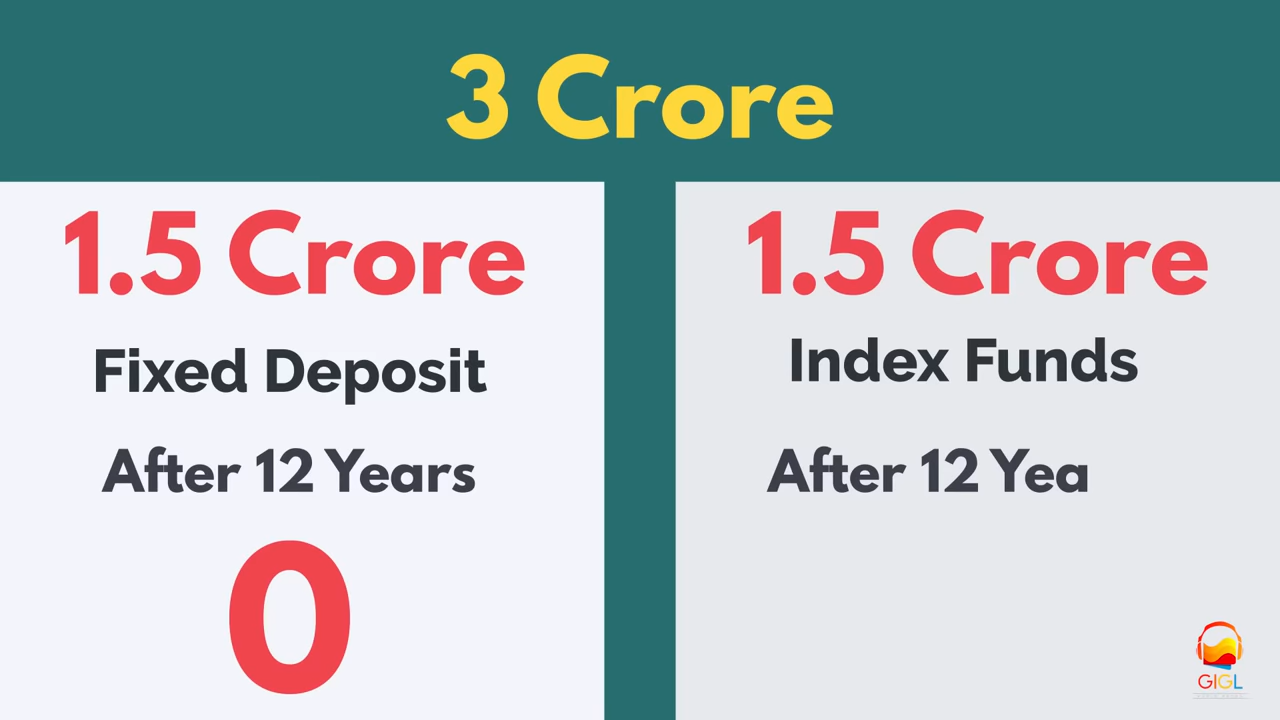 3 Crore
1.5 Crore
Fixed Deposit
After 12 Years
0
1.5 Crore
Index Funds
After 12 Yea
GIGL